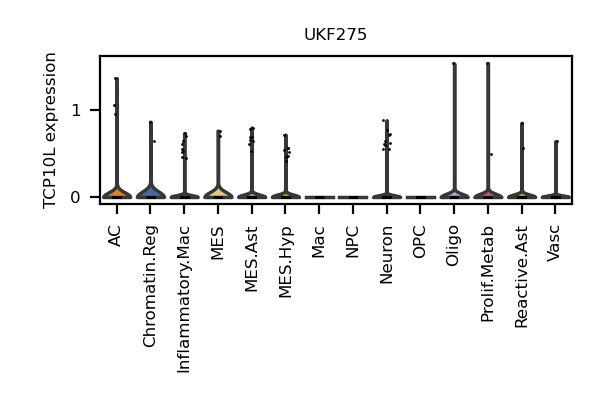 UKF275
TCP10L expression
1
0
AC
Chromatin.Reg
Inflammatory.Mac
MES
MES.Ast
MES.Hyp
Mac
NPC
Neuron
OPC
Oligo
Prolif.Metab
Reactive.Ast
Vasc